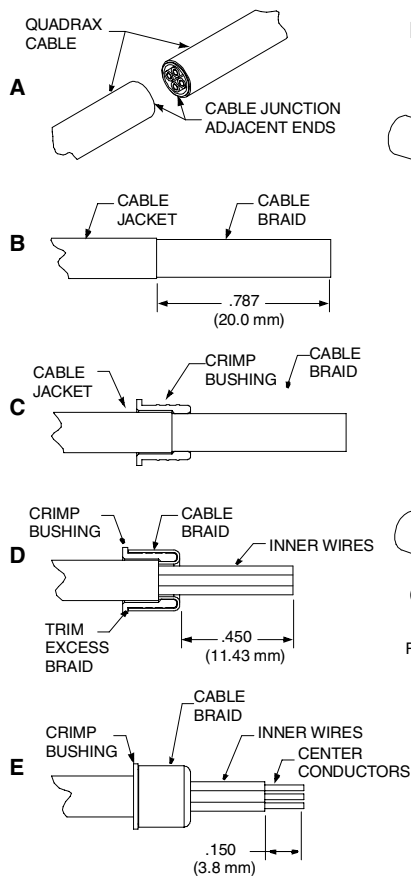 QUADRAX
CABLE
A
CABLE JUNCTION
ADJACENT ENDS
CABLE
JACKET
CABLE
BRAID
B
.787
(20.0 mm)
CABLE
JACKET
CRIMP
BUSHING
CABLE
BRAID
C
CRIMP
BUSHING
CABLE
BRAID
INNER WIRES
D
TRIM
EXCESS
BRAID
.450
(11.43 mm)
CABLE
BRAID
CRIMP
BUSHING
INNER WIRES
CENTER
CONDUCTORS
E
.150
(3.8 mm)